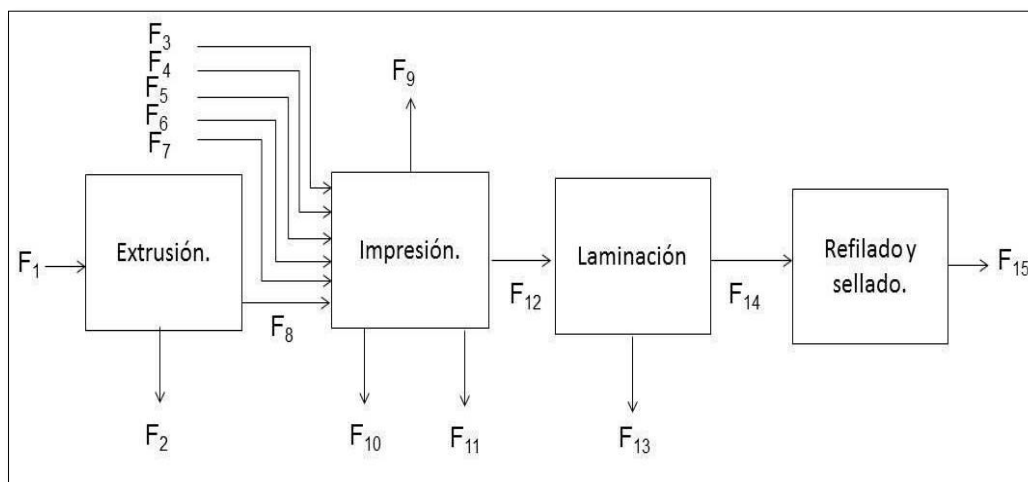 F3
F4
F5
F6
F7
F9
Extrusión.
Impresión.
Laminación
Refilado y
sellado.
F1
F8
F12
F14
F15
F2
F10
F11
F13